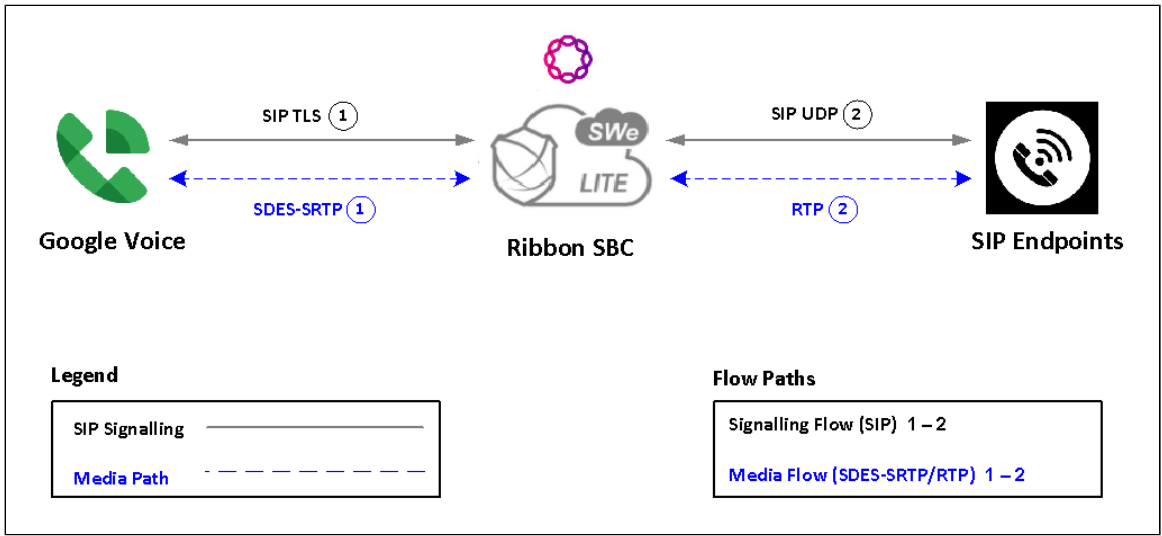 SIP TLS 1
SIP UDP 2
SWe
LITE
SDES-SRTP 1
RTP 2
Google Voice
Ribbon SBC
SIP Endpoints
Legend
SIP Signalling
Media Path
Flow Paths
Signalling Flow (SIP) 1 – 2
Media Flow (SDES-SRTP/RTP) 1 – 2